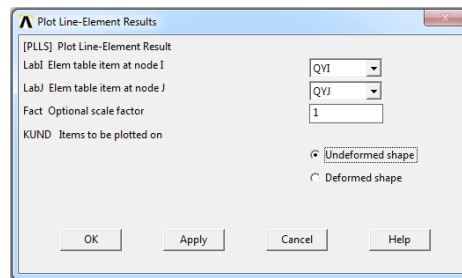 Plot Line-Element Results
[PLLS] Plot Line-Element Result
LabI Elem table item at node I QYI
LabJ Elem table item at node J QYJ
Fact Optional scale factor 1
KUND Items to be plotted on
Undeformed shape
Deformed shape
OK Apply Cancel Help